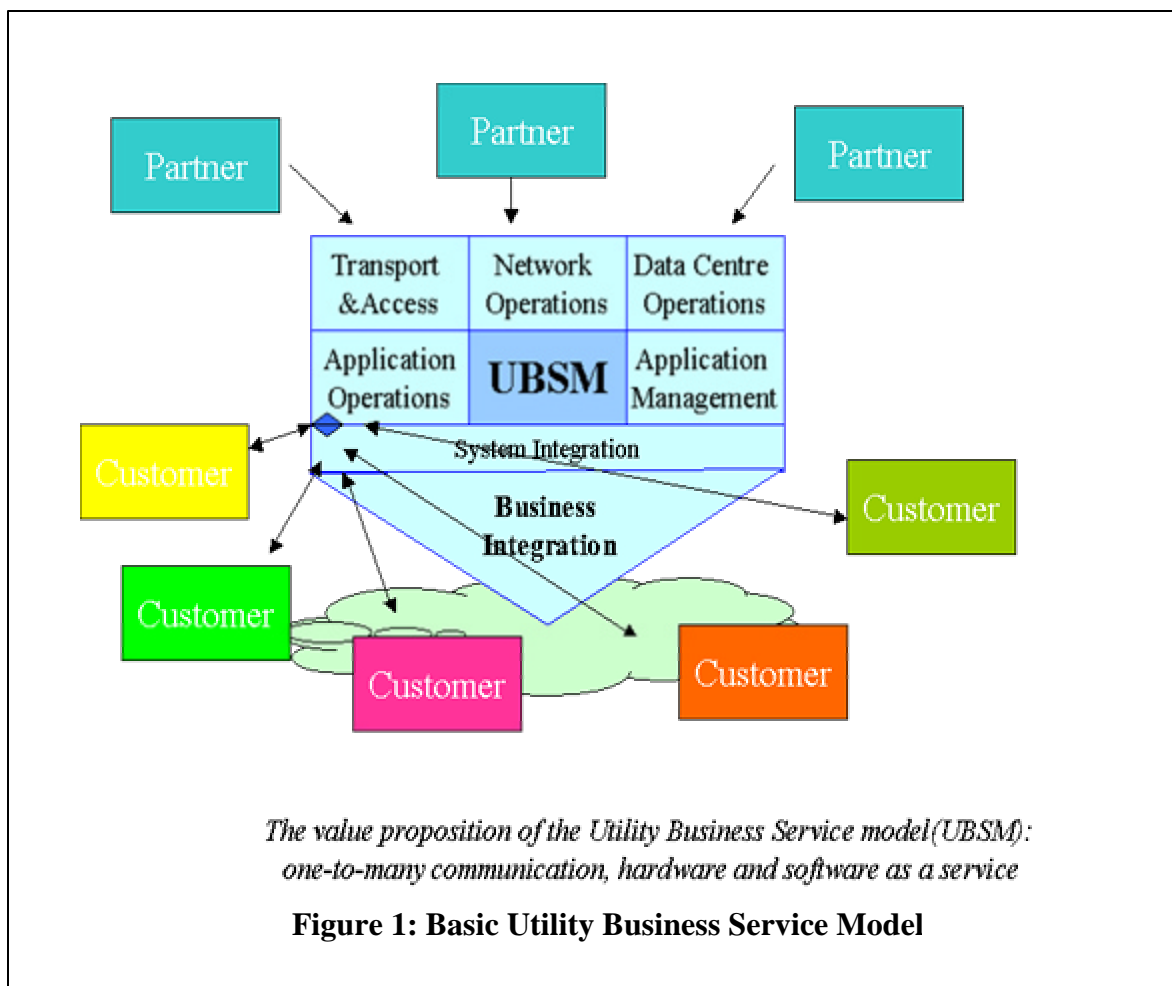 Partner
Partner
Partner
Transport
&Access
Network
Operations
Data Centre
Operations
Application
Operations
UBSM
Application
Management
System Integration
Business
Integration
Customer
Customer
Customer
Customer
Customer
The value proposition of the Utility Business Service model (UBSM):
one-to-many communication, hardware and software as a service
Figure 1: Basic Utility Business Service Model